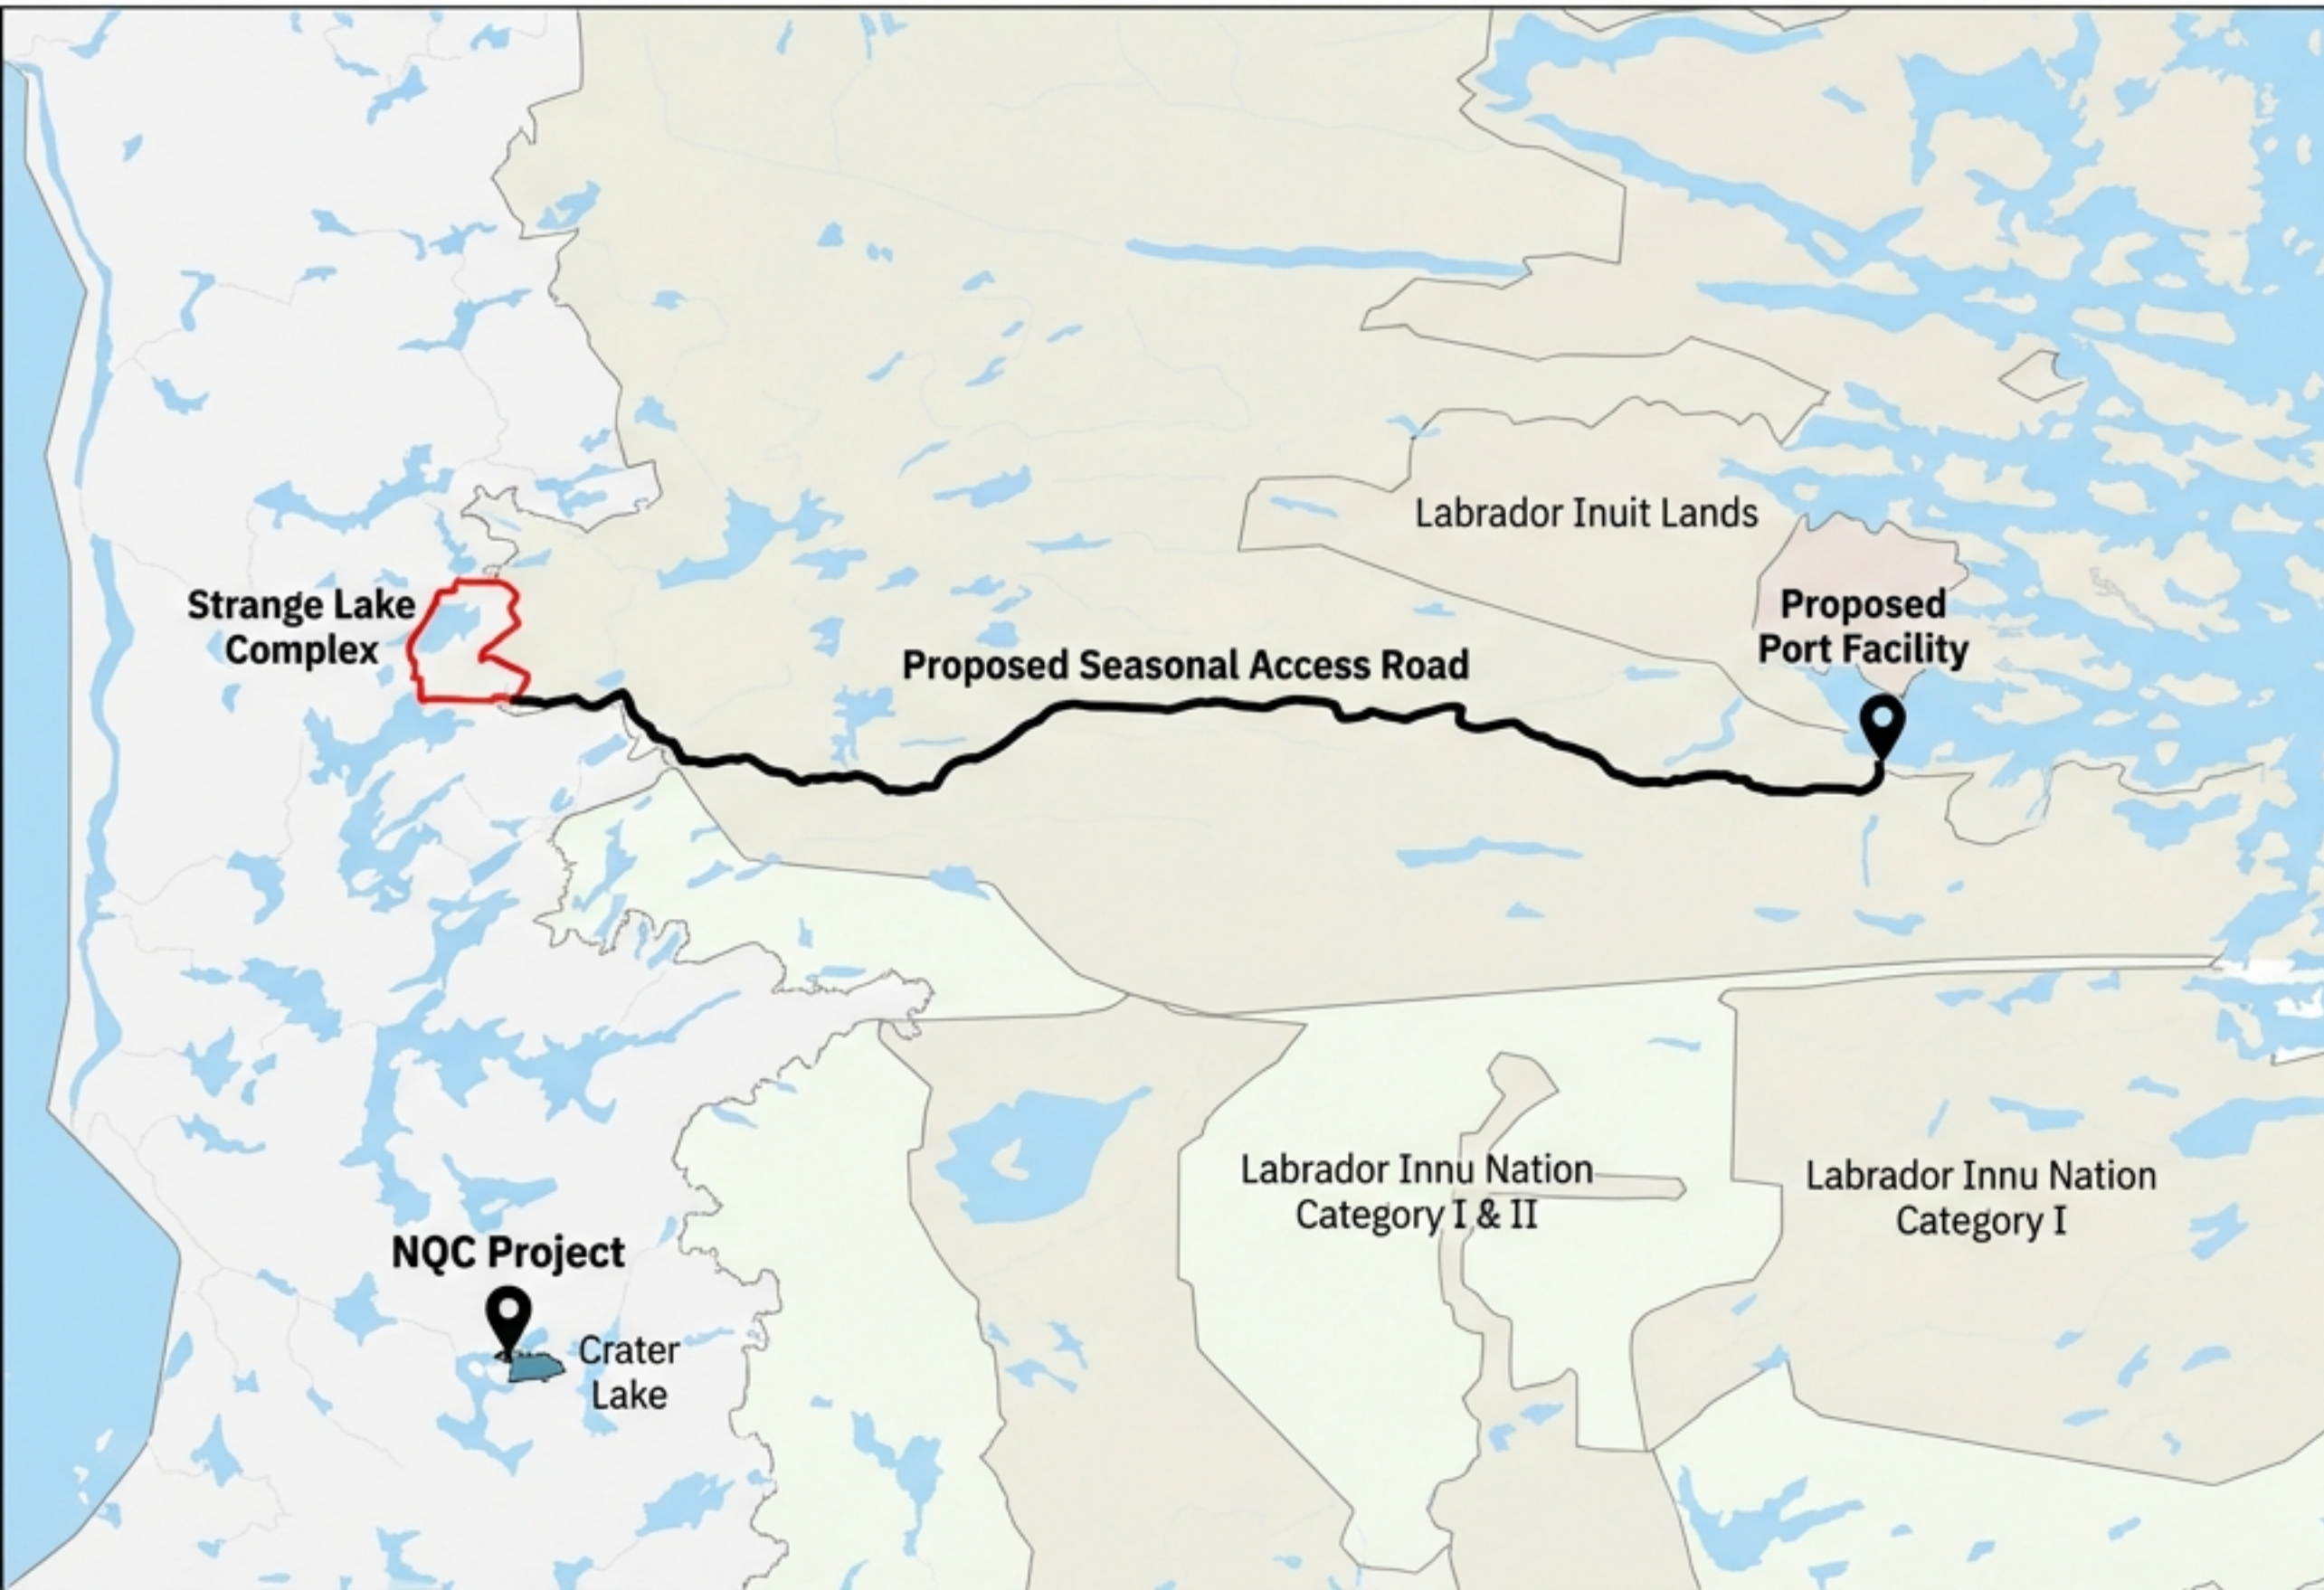 Labrador Inuit Lands
Strange Lake
Complex
Proposed
Port Facility
Proposed Seasonal Access Road
Labrador Innu Nation
Category I & II
Labrador Innu Nation
Category I
NQC Project
Crater
Lake